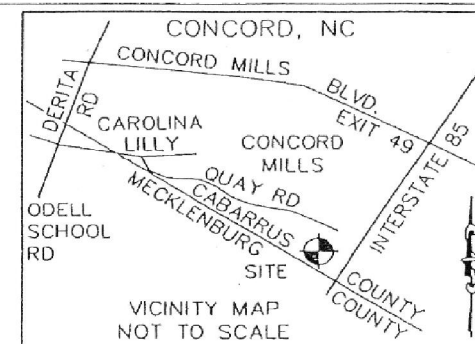 CONCORD, NC
CONCORD MILLS
BLVD.
EXIT 49
INTERSTATE 85
DERITA RD
CAROLINA
LILLY
CONCORD
MILLS
QUAY RD
CABARRUS
MECKLENBURG
ODELL
SCHOOL
RD
SITE
COUNTY
COUNTY
VICINITY MAP
NOT TO SCALE